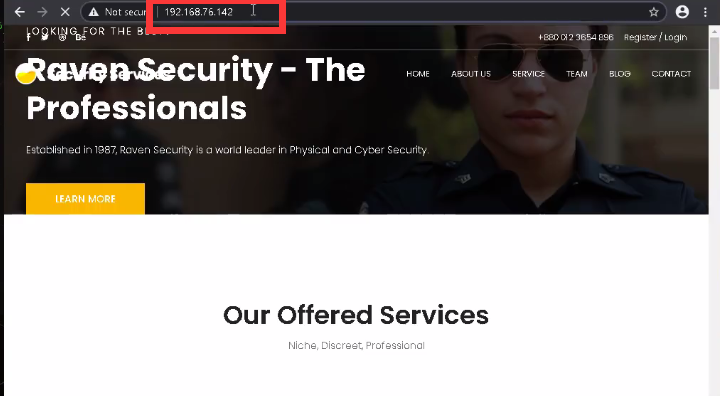 Not secur
192.168.76.142
LOOKING FOR THE BEST
Bē
+880 012 3654 896
Register / Login
Raven Security - The
Professionals
Security Services
HOME
ABOUT US
SERVICE
TEAM
BLOG
CONTACT
Established in 1987, Raven Security is a world leader in Physical and Cyber Security.
LEARN MORE
Our Offered Services
Niche, Discreet, Professional